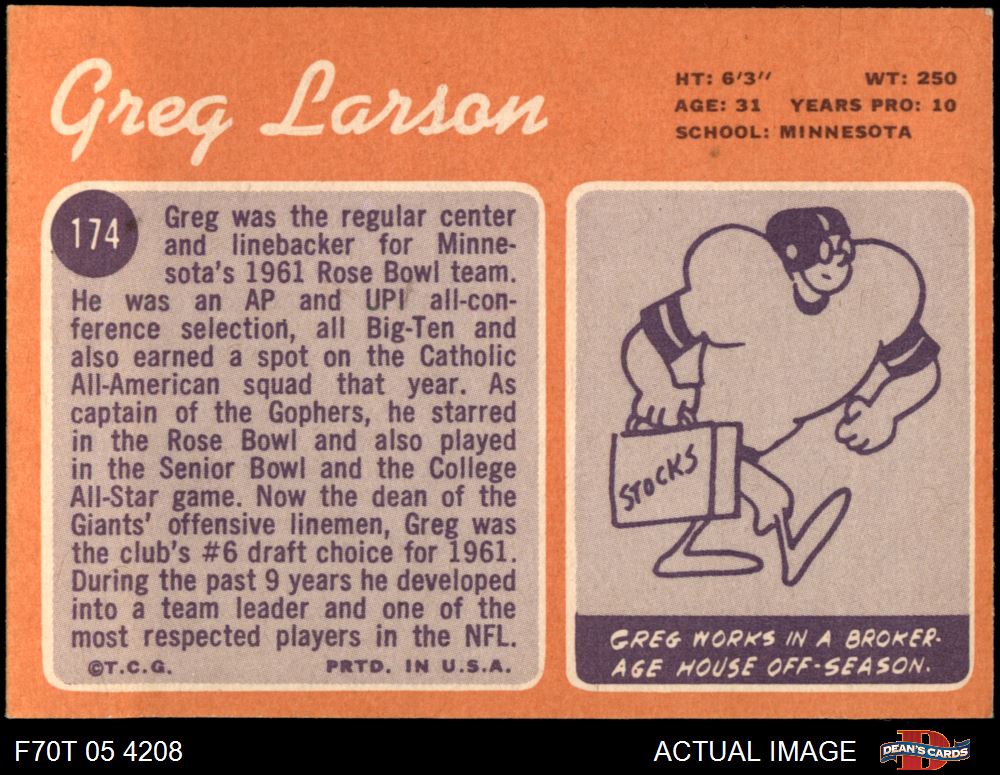 Greg Larson
HT: 6'3" WT: 250
AGE: 31 YEARS PRO: 10
SCHOOL: MINNESOTA
174
Greg was the regular center
and linebacker for Minne-
sota's 1961 Rose Bowl team.
He was an AP and UPI all-con-
ference selection, all Big-Ten and
also earned a spot on the Catholic
All-American squad that year. As
captain of the Gophers, he starred
in the Rose Bowl and also played
in the Senior Bowl and the College
All-Star game. Now the dean of the
Giants' offensive linemen, Greg was
the club's #6 draft choice for 1961.
During the past 9 years he developed
into a team leader and one of the
most respected players in the NFL.
©T.C.G. PRTD. IN U.S.A.
STOCKS
GREG WORKS IN A BROKER-
AGE HOUSE OFF-SEASON.
F70T 05 4208
ACTUAL IMAGE
DEAN'S CARDS